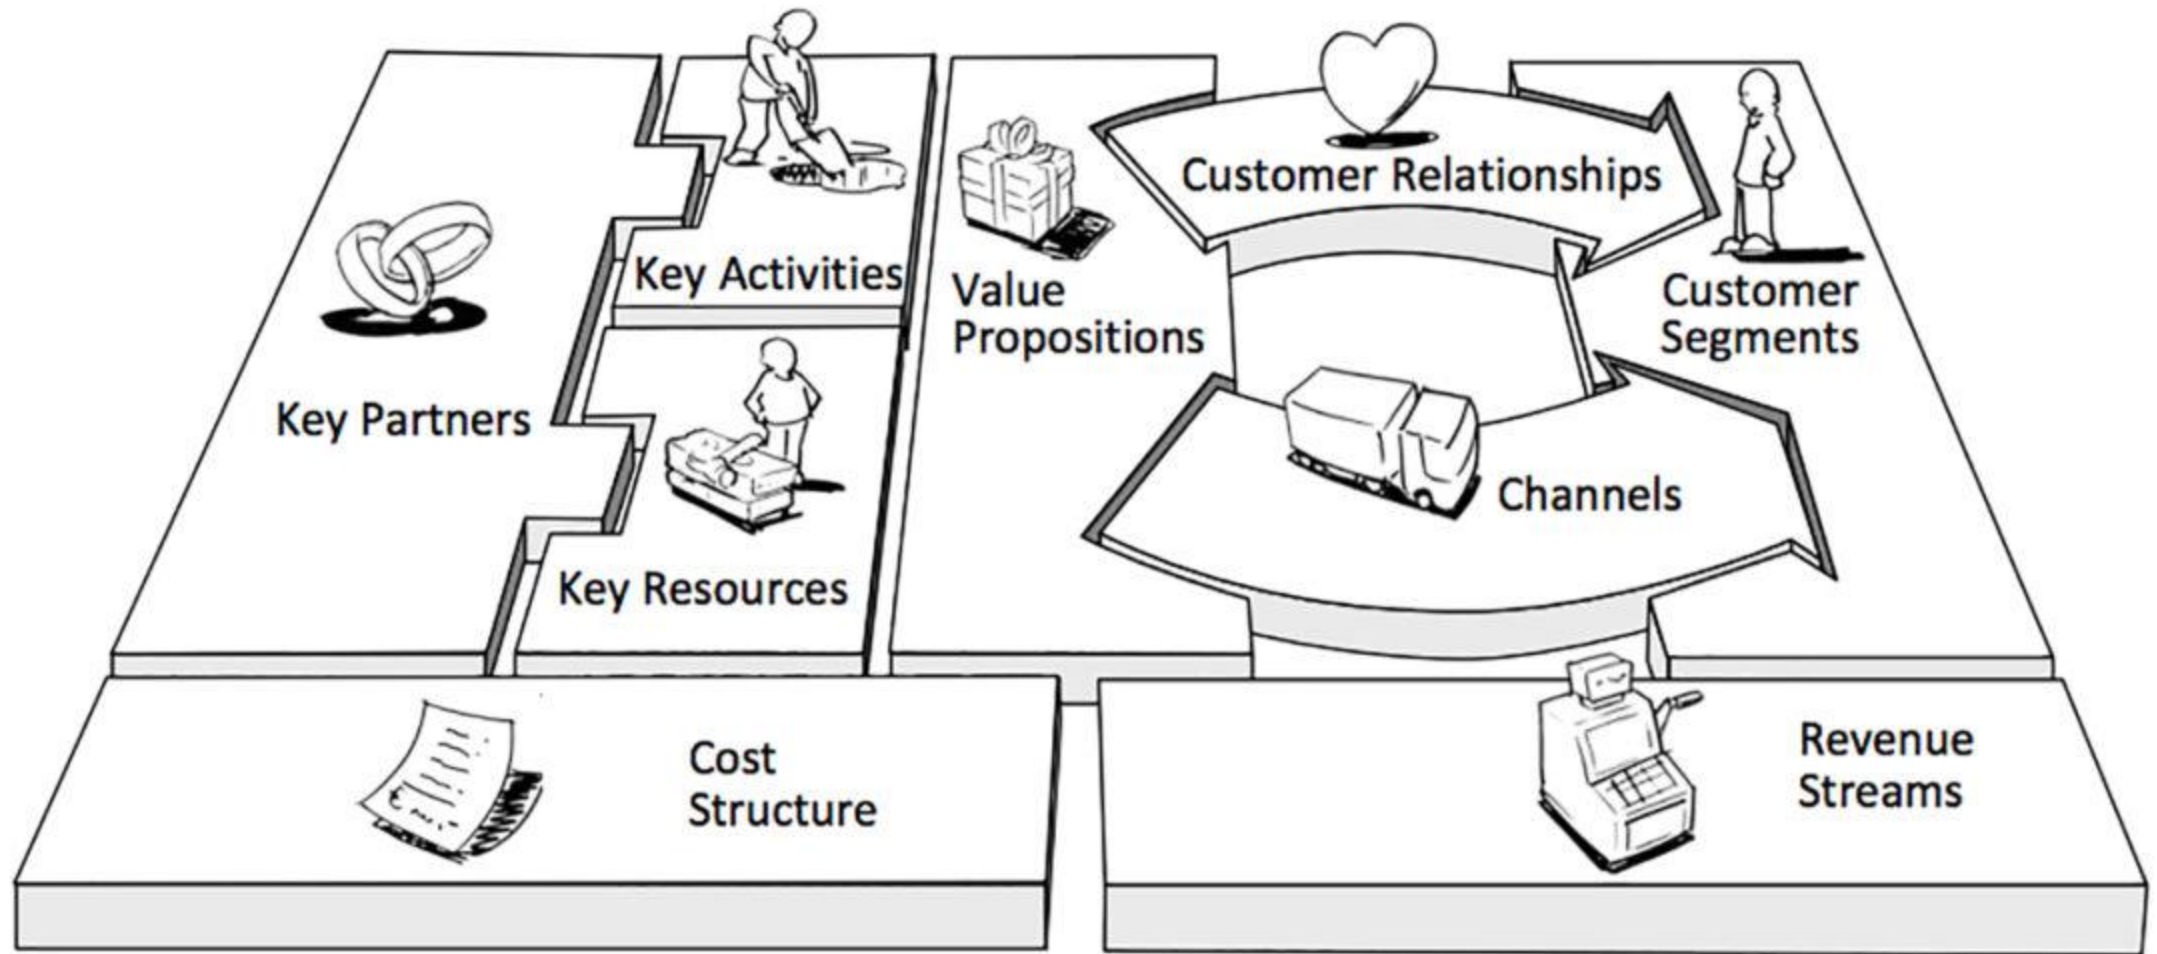 Customer Relationships
Key Activities
Value
Propositions
Customer
Segments
Key Partners
Channels
Key Resources
Cost
Structure
Revenue
Streams